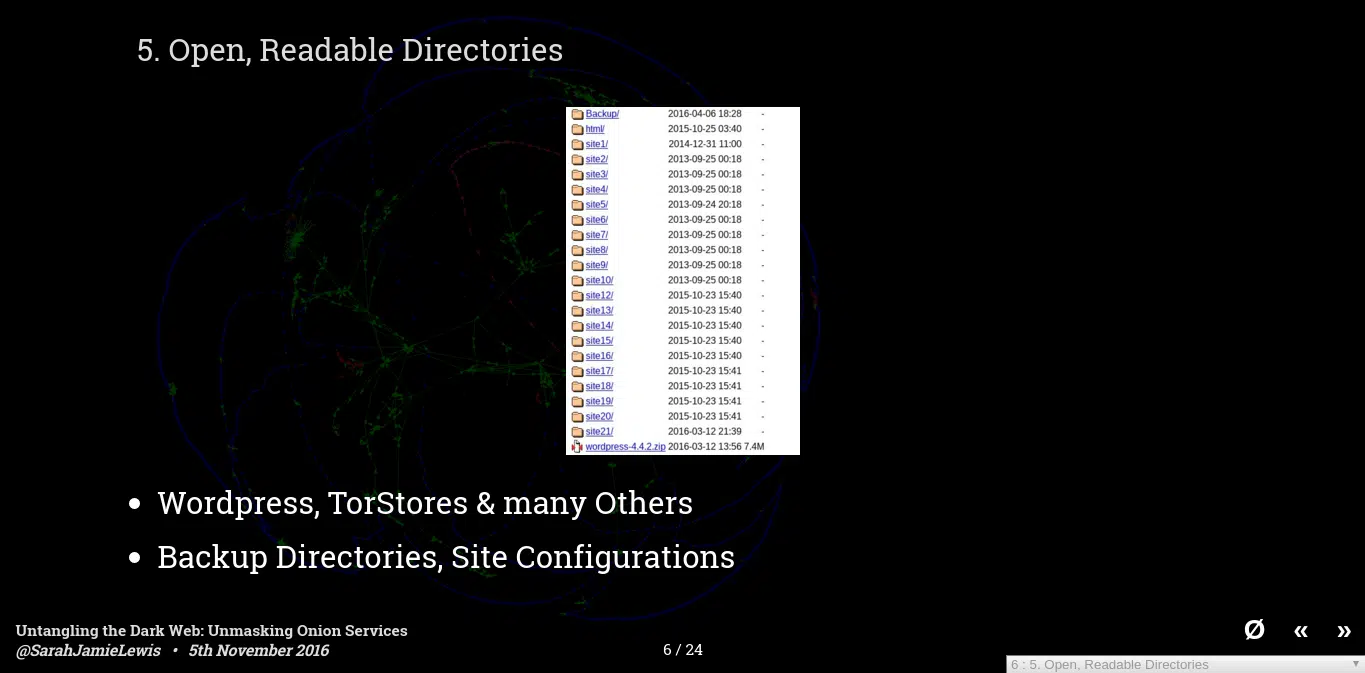 5. Open, Readable Directories
Backup/ 2016-04-06 18:28 -
html/ 2015-10-25 03:40 -
site1/ 2014-12-31 11:00 -
site2/ 2013-09-25 00:18 -
site3/ 2013-09-25 00:18 -
site4/ 2013-09-25 00:18 -
site5/ 2013-09-24 20:18 -
site6/ 2013-09-25 00:18 -
site7/ 2013-09-25 00:18 -
site8/ 2013-09-25 00:18 -
site9/ 2013-09-25 00:18 -
site10/ 2013-09-25 00:18 -
site12/ 2015-10-23 15:40 -
site13/ 2015-10-23 15:40 -
site14/ 2015-10-23 15:40 -
site15/ 2015-10-23 15:40 -
site16/ 2015-10-23 15:40 -
site17/ 2015-10-23 15:41 -
site18/ 2015-10-23 15:41 -
site19/ 2015-10-23 15:41 -
site20/ 2015-10-23 15:41 -
site21/ 2016-03-12 21:39 -
wordpress-4.4.2.zip 2016-03-12 13:56 7.4M
• Wordpress, TorStores & many Others
• Backup Directories, Site Configurations
Untangling the Dark Web: Unmasking Onion Services
@SarahJamieLewis • 5th November 2016
6 / 24
Ø « »
6 : 5. Open, Readable Directories